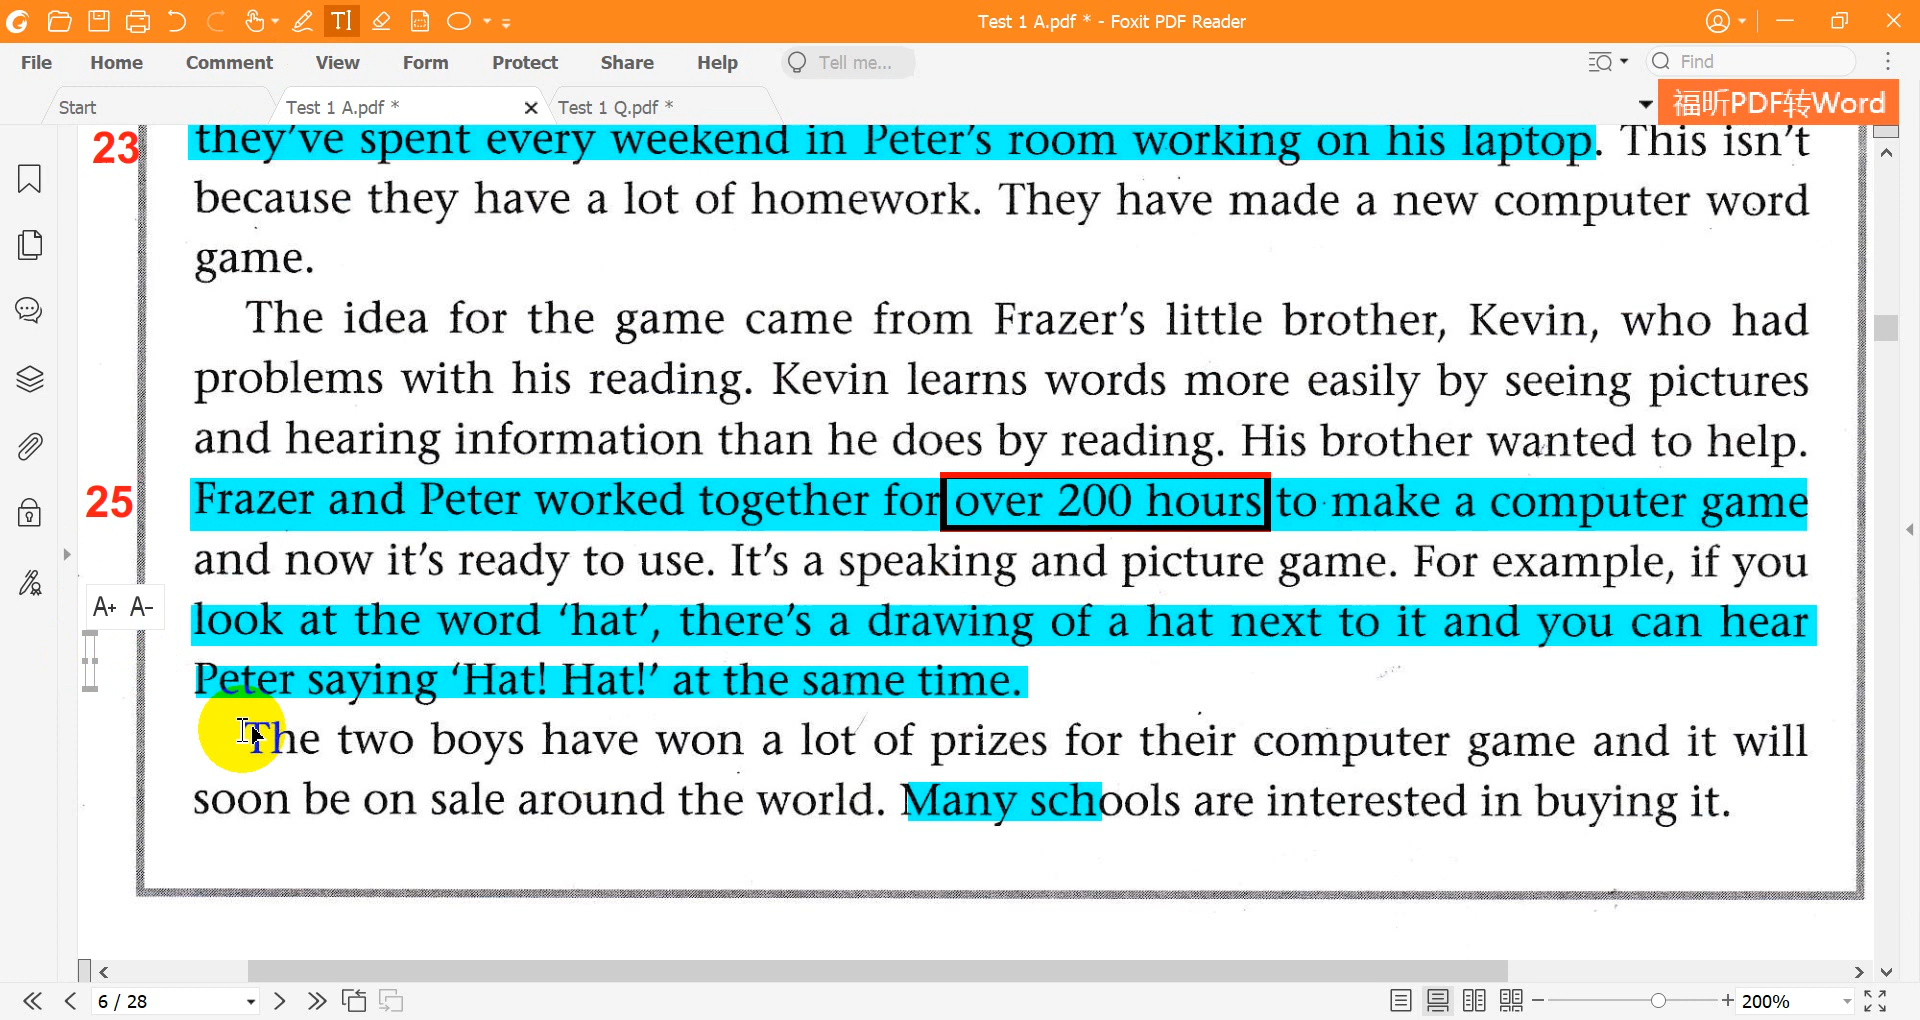 Test 1 A.pdf * - Foxit PDF Reader
File Home Comment View Form Protect Share Help Tell me... Find
Start Test 1 A.pdf * Test 1 Q.pdf * 福昕PDF转Word
23 they've spent every weekend in Peter's room working on his laptop. This isn't
because they have a lot of homework. They have made a new computer word
game.
The idea for the game came from Frazer's little brother, Kevin, who had
problems with his reading. Kevin learns words more easily by seeing pictures
and hearing information than he does by reading. His brother wanted to help.
25 Frazer and Peter worked together for over 200 hours to make a computer game
and now it's ready to use. It's a speaking and picture game. For example, if you
A+ A-
look at the word ‘hat’, there's a drawing of a hat next to it and you can hear
Peter saying ‘Hat! Hat!’ at the same time.
The two boys have won a lot of prizes for their computer game and it will
soon be on sale around the world. Many schools are interested in buying it.
6 / 28 200%